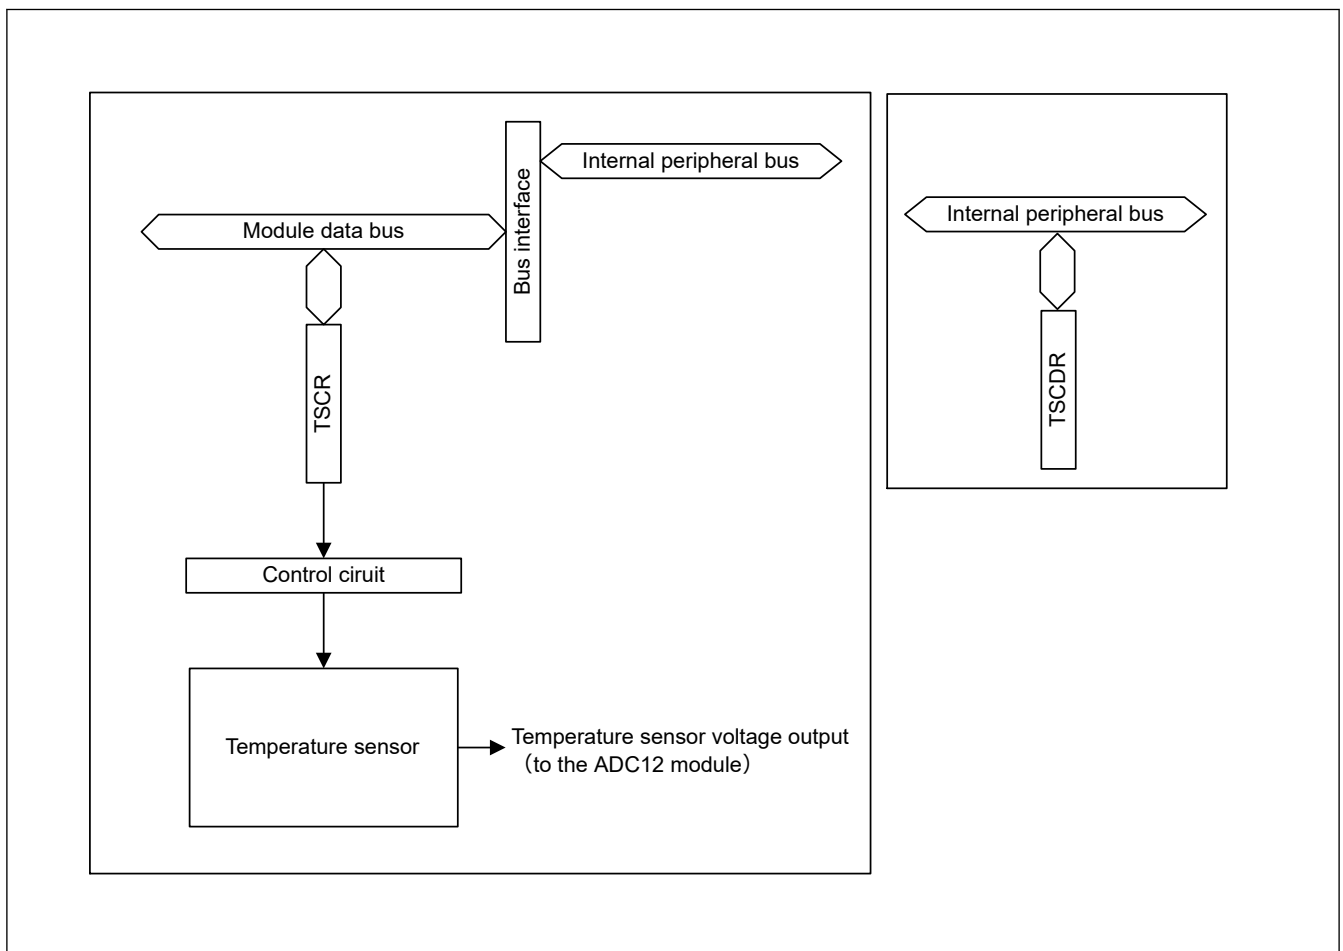 Internal peripheral bus
Bus interface
Module data bus
TSCR
Control ciruit
Temperature sensor
Temperature sensor voltage output
（to the ADC12 module）
Internal peripheral bus
TSCDR